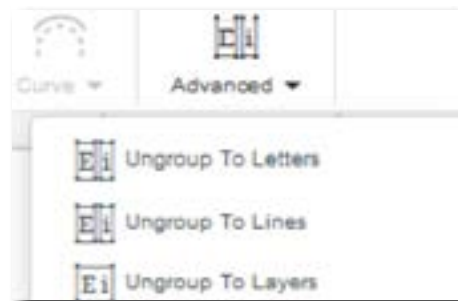 Curve Advanced
Ungroup To Letters
Ungroup To Lines
Ungroup To Layers